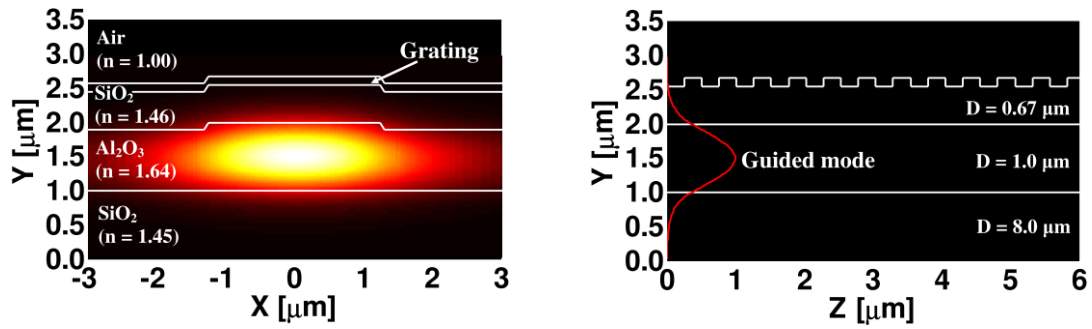 3.5
3.0
2.5
2.0
1.5
1.0
0.5
0.0
Y [μm]
Air
(n = 1.00)
Grating
SiO₂
(n = 1.46)
Al₂O₃
(n = 1.64)
SiO₂
(n = 1.45)
-3 -2 -1 0 1 2 3
X [μm]
3.5
3.0
2.5
2.0
1.5
1.0
0.5
0.0
Y [μm]
D = 0.67 μm
Guided mode
D = 1.0 μm
D = 8.0 μm
0 1 2 3 4 5 6
Z [μm]